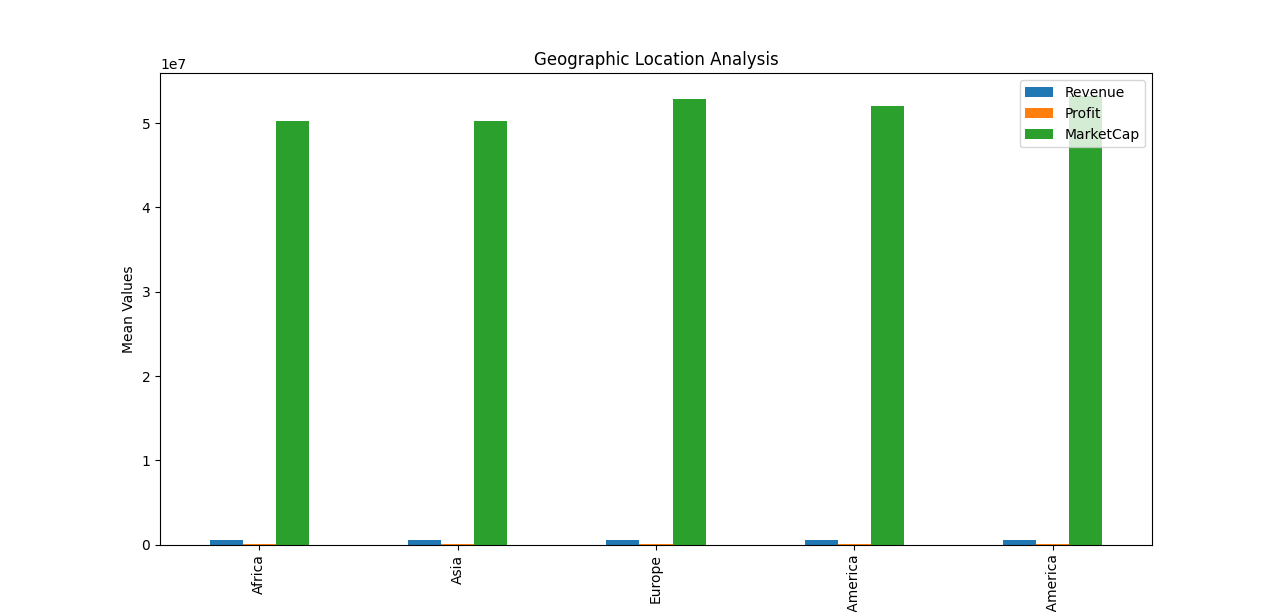 Geographic Location Analysis
1e7
Revenue
Profit
MarketCap
5
4
3
2
1
0
Mean Values
Africa
Asia
Europe
America
America